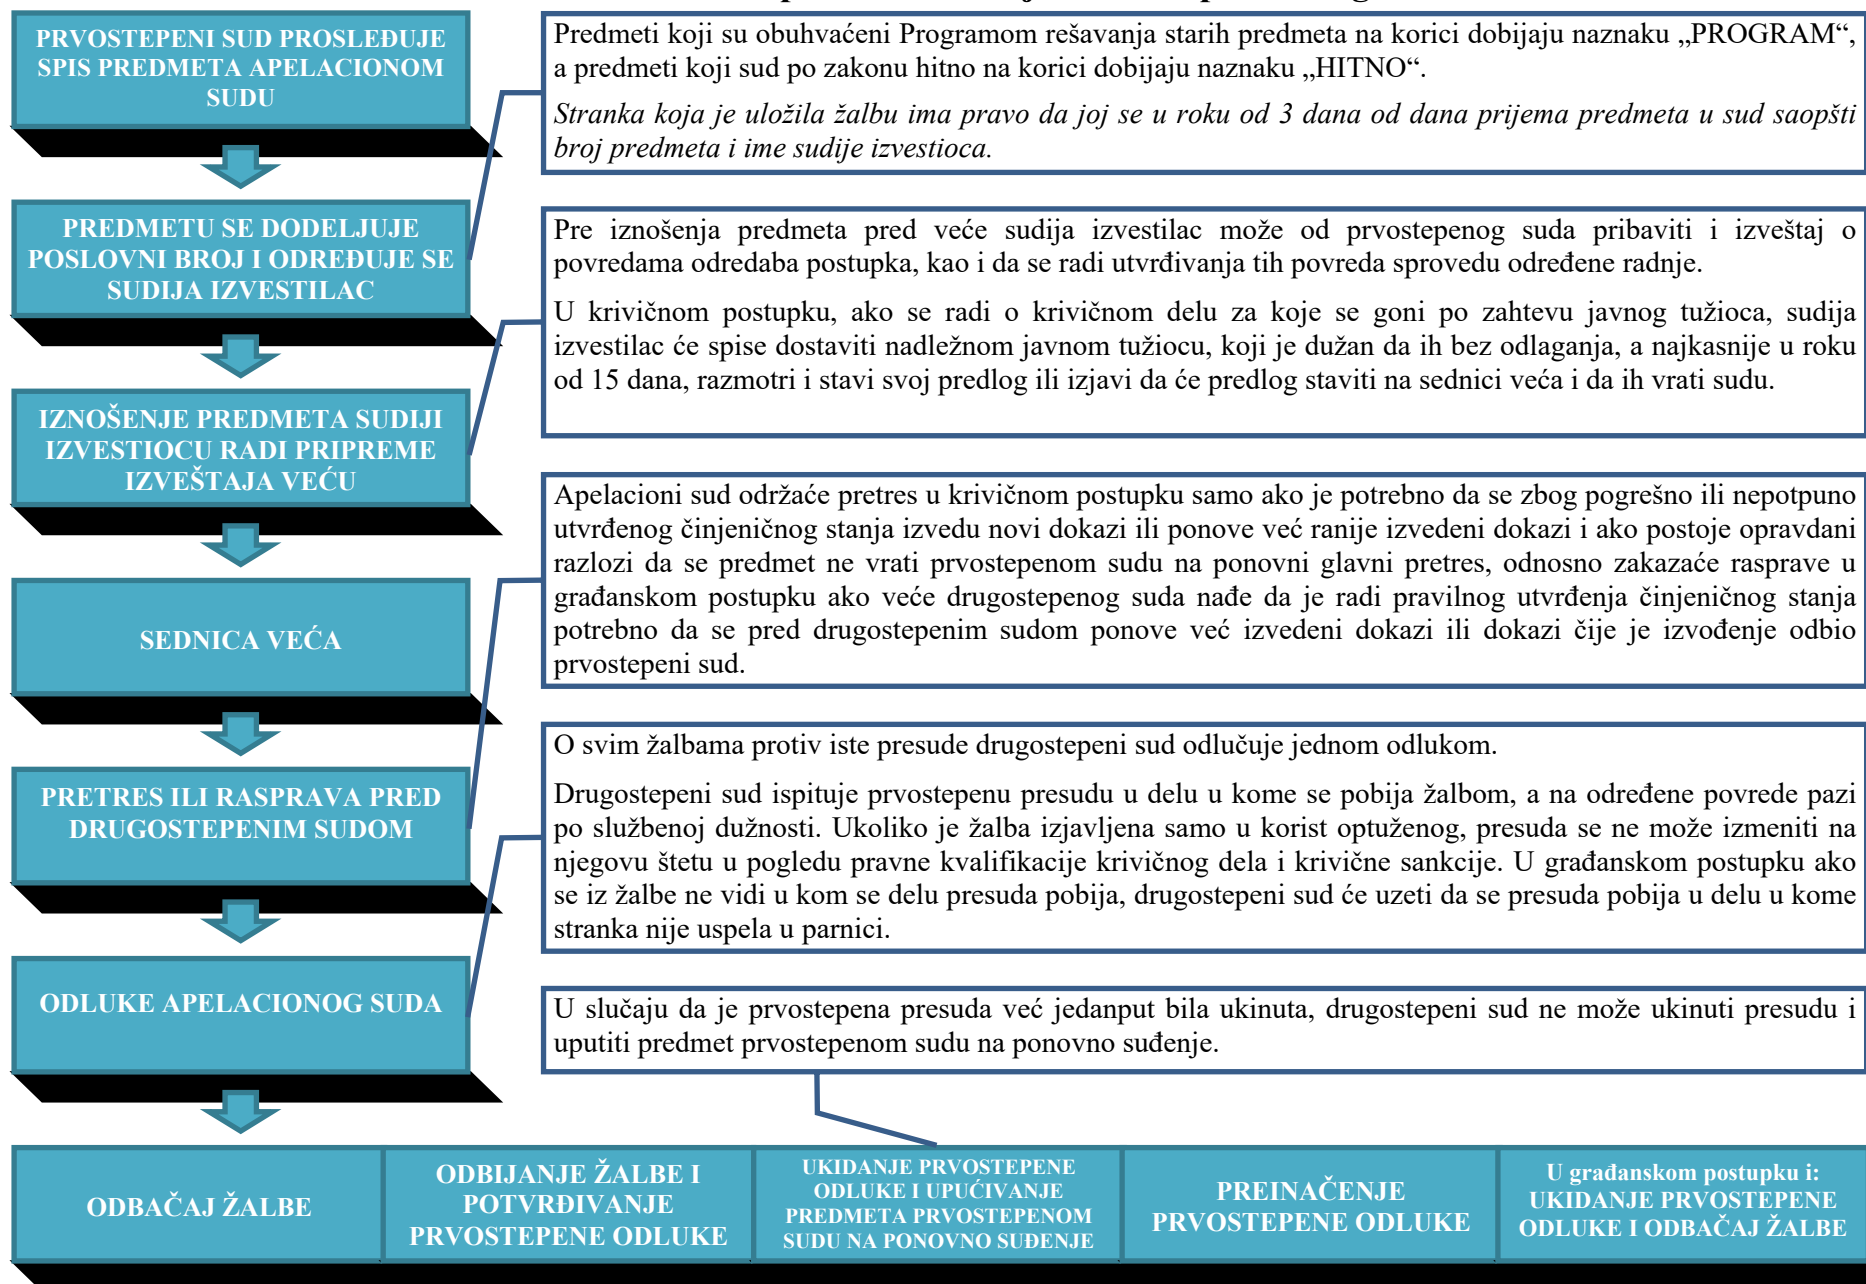 PRVOSTEPENI SUD PROSLEĐUJE
SPIS PREDMETA APELACIONOM
SUDU
Predmeti koji su obuhvaćeni Programom rešavanja starih predmeta na korici dobijaju naznaku „PROGRAM“,
a predmeti koji sud po zakonu hitno na korici dobijaju naznaku „HITNO“.
Stranka koja je uložila žalbu ima pravo da joj se u roku od 3 dana od dana prijema predmeta u sud saopšti
broj predmeta i ime sudije izvestioca.
PREDMETU SE DODELJUJE
POSLOVNI BROJ I ODREĐUJE SE
SUDIJA IZVESTILAC
Pre iznošenja predmeta pred veće sudija izvestilac može od prvostepenog suda pribaviti i izveštaj o
povredama odredaba postupka, kao i da se radi utvrđivanja tih povreda sprovedu određene radnje.
U krivičnom postupku, ako se radi o krivičnom delu za koje se goni po zahtevu javnog tužioca, sudija
izvestilac će spise dostaviti nadležnom javnom tužiocu, koji je dužan da ih bez odlaganja, a najkasnije u roku
od 15 dana, razmotri i stavi svoj predlog ili izjavi da će predlog staviti na sednici veća i da ih vrati sudu.
IZNOŠENJE PREDMETA SUDIJI
IZVESTIOCU RADI PRIPREME
IZVEŠTAJA VEĆU
Apelacioni sud održaće pretres u krivičnom postupku samo ako je potrebno da se zbog pogrešno ili nepotpuno
utvrđenog činjeničnog stanja izvedu novi dokazi ili ponove već ranije izvedeni dokazi i ako postoje opravdani
razlozi da se predmet ne vrati prvostepenom sudu na ponovni glavni pretres, odnosno zakazaće rasprave u
građanskom postupku ako veće drugostepenog suda nađe da je radi pravilnog utvrđenja činjeničnog stanja
potrebno da se pred drugostepenim sudom ponove već izvedeni dokazi ili dokazi čije je izvođenje odbio
prvostepeni sud.
SEDNICA VEĆA
O svim žalbama protiv iste presude drugostepeni sud odlučuje jednom odlukom.
Drugostepeni sud ispituje prvostepenu presudu u delu u kome se pobija žalbom, a na određene povrede pazi
po službenoj dužnosti. Ukoliko je žalba izjavljena samo u korist optuženog, presuda se ne može izmeniti na
njegovu štetu u pogledu pravne kvalifikacije krivičnog dela i krivične sankcije. U građanskom postupku ako
se iz žalbe ne vidi u kom se delu presuda pobija, drugostepeni sud će uzeti da se presuda pobija u delu u kome
stranka nije uspela u parnici.
PRETRES ILI RASPRAVA PRED
DRUGOSTEPENIM SUDOM
ODLUKE APELACIONOG SUDA
U slučaju da je prvostepena presuda već jedanput bila ukinuta, drugostepeni sud ne može ukinuti presudu i
uputiti predmet prvostepenom sudu na ponovno suđenje.
ODBAČAJ ŽALBE
ODBIJANJE ŽALBE I
POTVRĐIVANJE
PRVOSTEPENE ODLUKE
UKIDANJE PRVOSTEPENE
ODLUKE I UPUĆIVANJE
PREDMETA PRVOSTEPENOM
SUDU NA PONOVNO SUĐENJE
PREINAČENJE
PRVOSTEPENE ODLUKE
U građanskom postupku i:
UKIDANJE PRVOSTEPENE
ODLUKE I ODBAČAJ ŽALBE